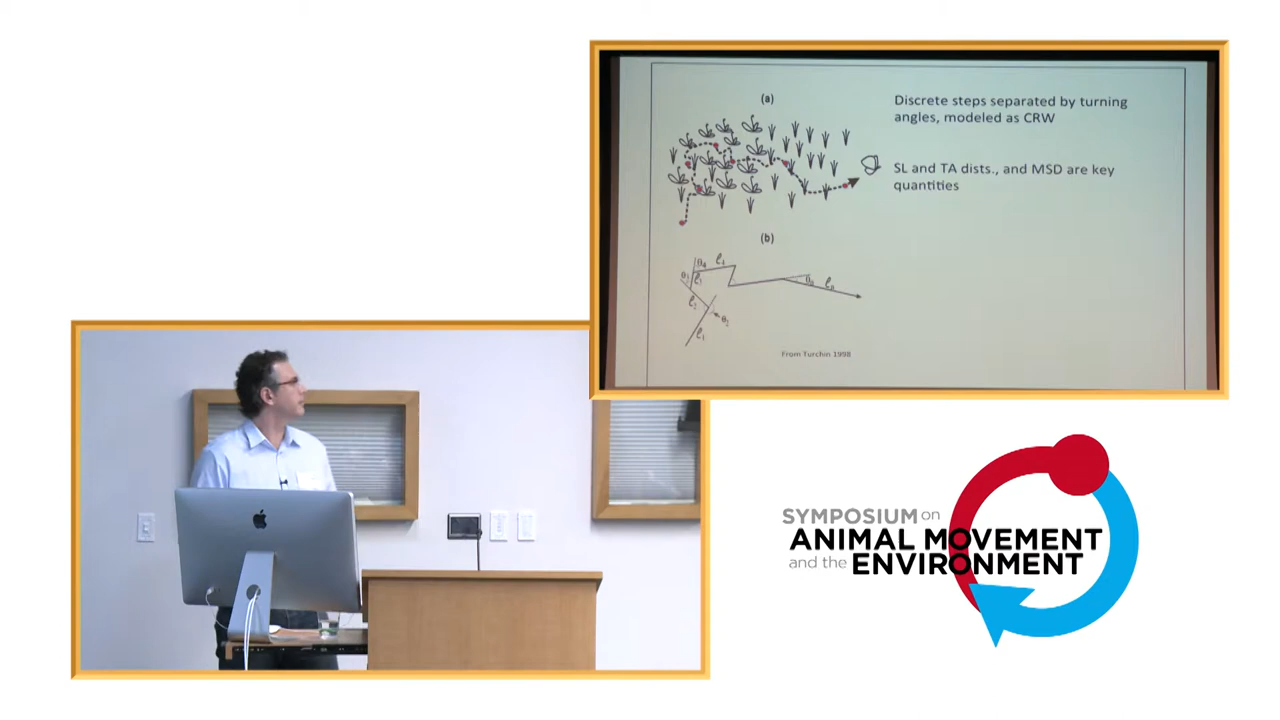 (a)
Discrete steps separated by turning
angles, modeled as CRW
SL and TA dists., and MSD are key
quantities
(b)
From Turchin 1998
SYMPOSIUM on
ANIMAL MOVEMENT
and the ENVIRONMENT